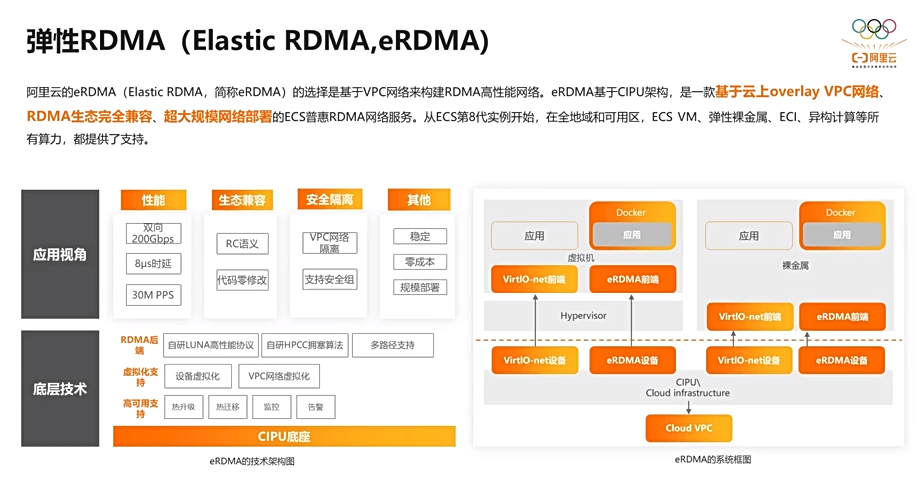 弹性RDMA（Elastic RDMA,eRDMA)
阿里云
阿里云的eRDMA（Elastic RDMA，简称eRDMA）的选择是基于VPC网络来构建RDMA高性能网络。eRDMA基于CIPU架构，是一款基于云上overlay VPC网络、
RDMA生态完全兼容、超大规模网络部署的ECS普惠RDMA网络服务。从ECS第8代实例开始，在全地域和可用区，ECS VM、弹性裸金属、ECI、异构计算等所
有算力，都提供了支持。
应用视角
性能
双向
200Gbps
8μs时延
30M PPS
生态兼容
RC语义
代码零修改
安全隔离
VPC网络
隔离
支持安全组
其他
稳定
零成本
规模部署
底层技术
RDMA后
端
自研LUNA高性能协议
自研HPCC拥塞算法
多路径支持
虚拟化支
持
设备虚拟化
VPC网络虚拟化
高可用支
持
热升级
热迁移
监控
告警
CIPU底座
eRDMA的技术架构图
应用
Docker
应用
虚拟机
VirtIO-net前端
eRDMA前端
Hypervisor
VirtIO-net设备
eRDMA设备
应用
Docker
应用
裸金属
VirtIO-net前端
eRDMA前端
VirtIO-net设备
eRDMA设备
CIPU\
Cloud infrastructure
Cloud VPC
eRDMA的系统框图